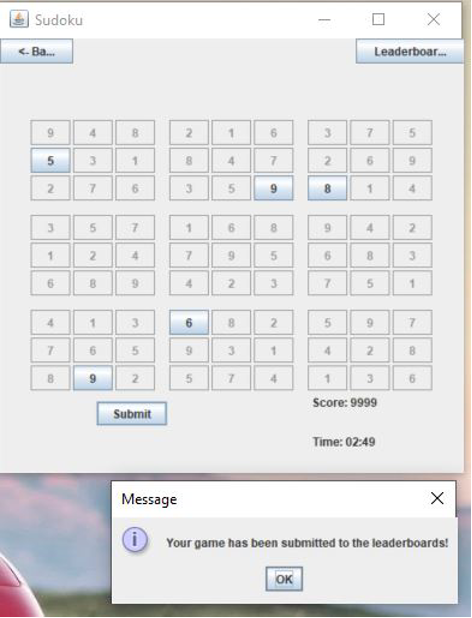 Sudoku
<- Ba... Leaderboar...
9 4 8 2 1 6 3 7 5
5 3 1 8 4 7 2 6 9
2 7 6 3 5 9 8 1 4
3 5 7 1 6 8 9 4 2
1 2 4 7 9 5 6 8 3
6 8 9 4 2 3 7 5 1
4 1 3 6 8 2 5 9 7
7 6 5 9 3 1 4 2 8
8 9 2 5 7 4 1 3 6
Submit
Score: 9999
Time: 02:49
Message
Your game has been submitted to the leaderboards!
OK